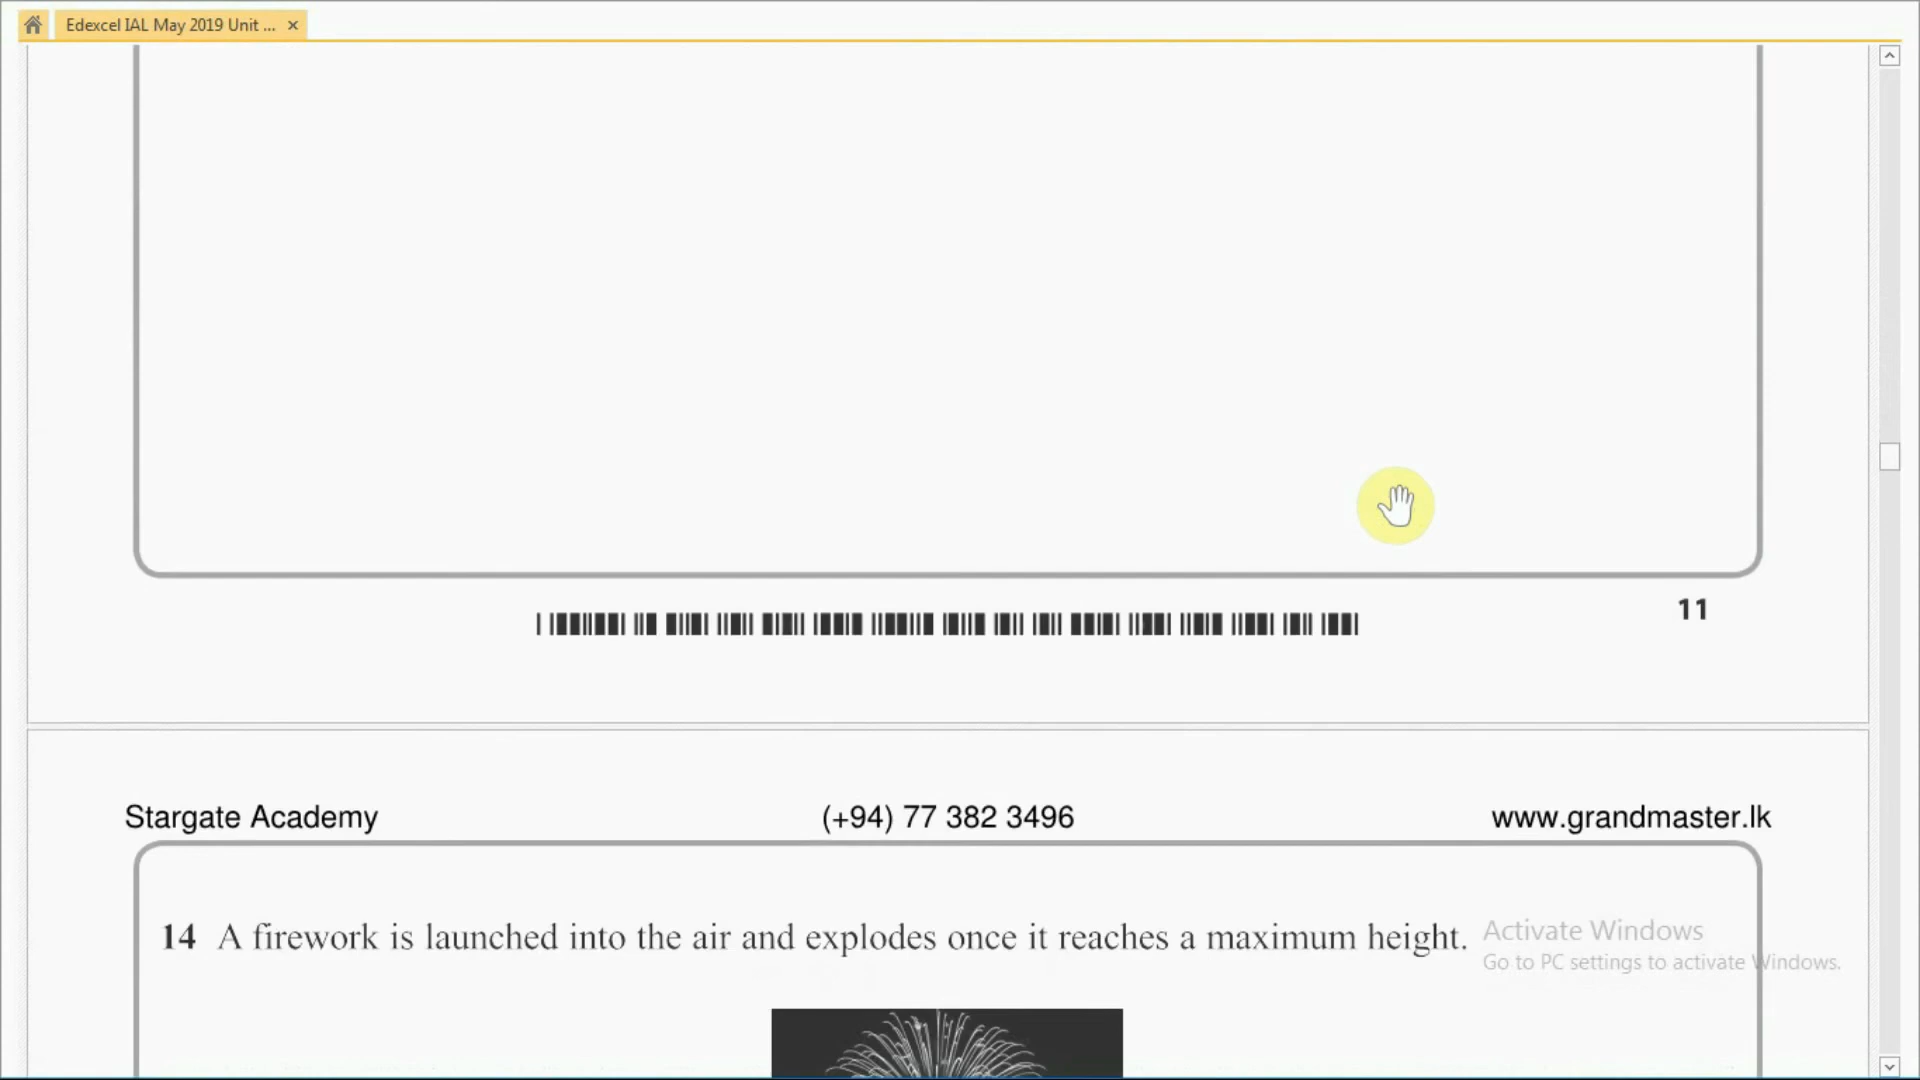 Edexcel IAL May 2019 Unit ...
11
Stargate Academy (+94) 77 382 3496 www.grandmaster.lk
14 A firework is launched into the air and explodes once it reaches a maximum height.
Activate Windows
Go to PC settings to activate Windows.